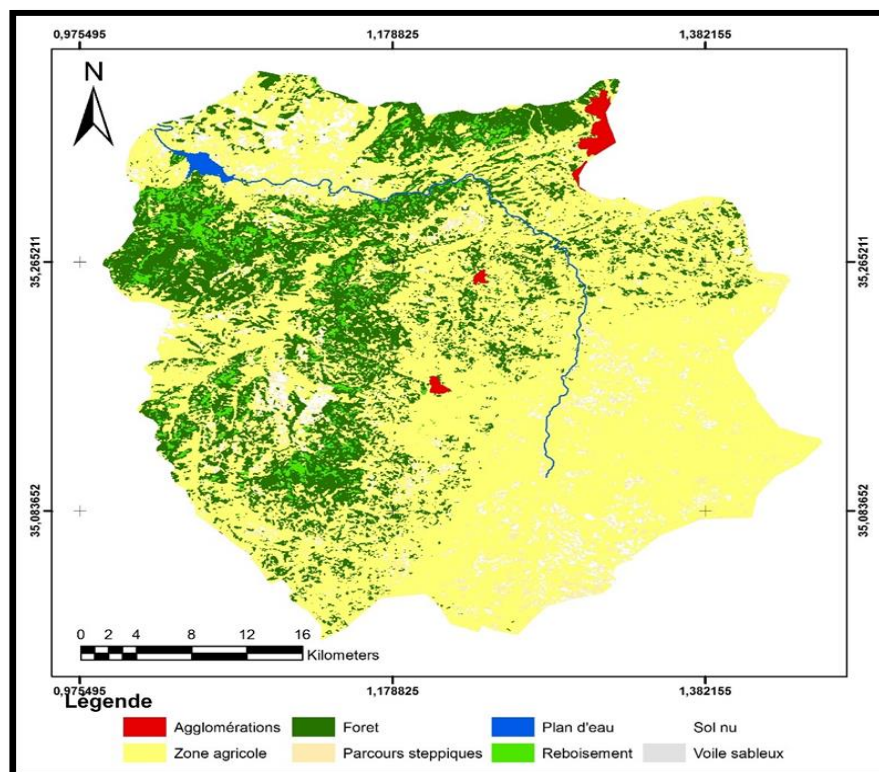 0,975495 1,178825 1,382155
N
35,265211 35,265211
35,083652 35,083652
0 2 4 8 12 16
Kilometers
0,975495 1,178825 1,382155
Légende
Agglomérations Foret Plan d'eau Sol nu
Zone agricole Parcours steppiques Reboisement Voile sableux